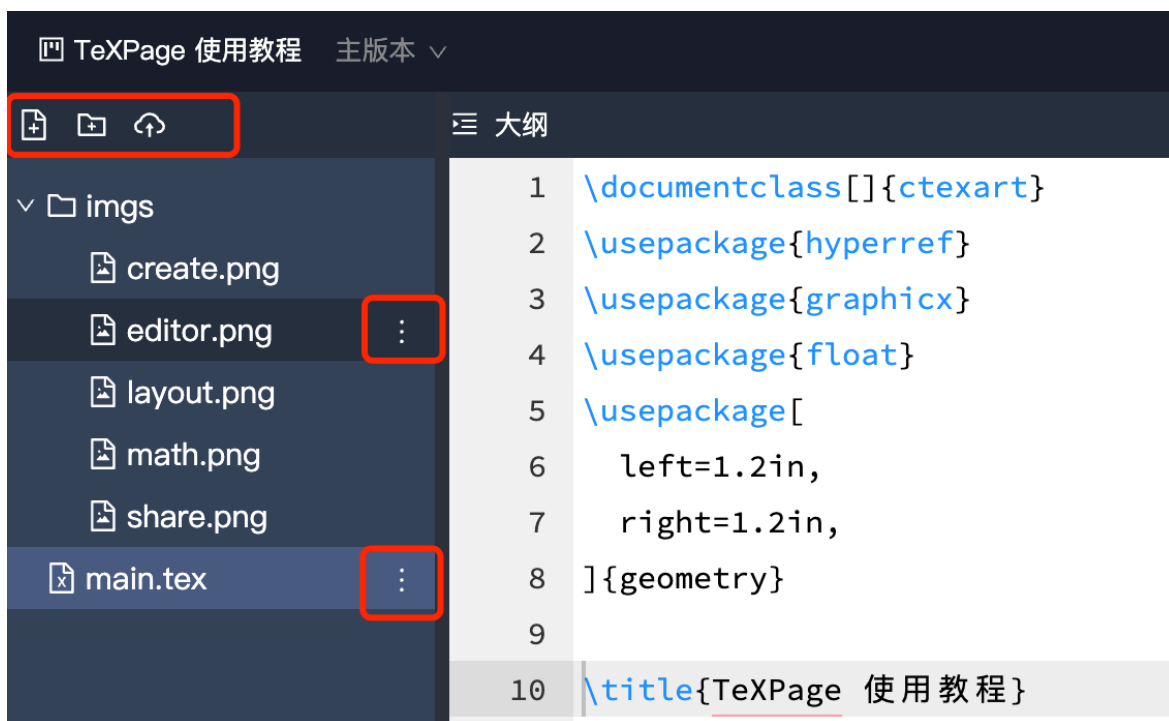 TeXPage 使用教程 主版本
大纲
imgs
create.png
editor.png
layout.png
math.png
share.png
main.tex
1 \documentclass[]{ctexart}
2 \usepackage{hyperref}
3 \usepackage{graphicx}
4 \usepackage{float}
5 \usepackage[
6 left=1.2in,
7 right=1.2in,
8 ]{geometry}
9
10 \title{TeXPage 使用教程}